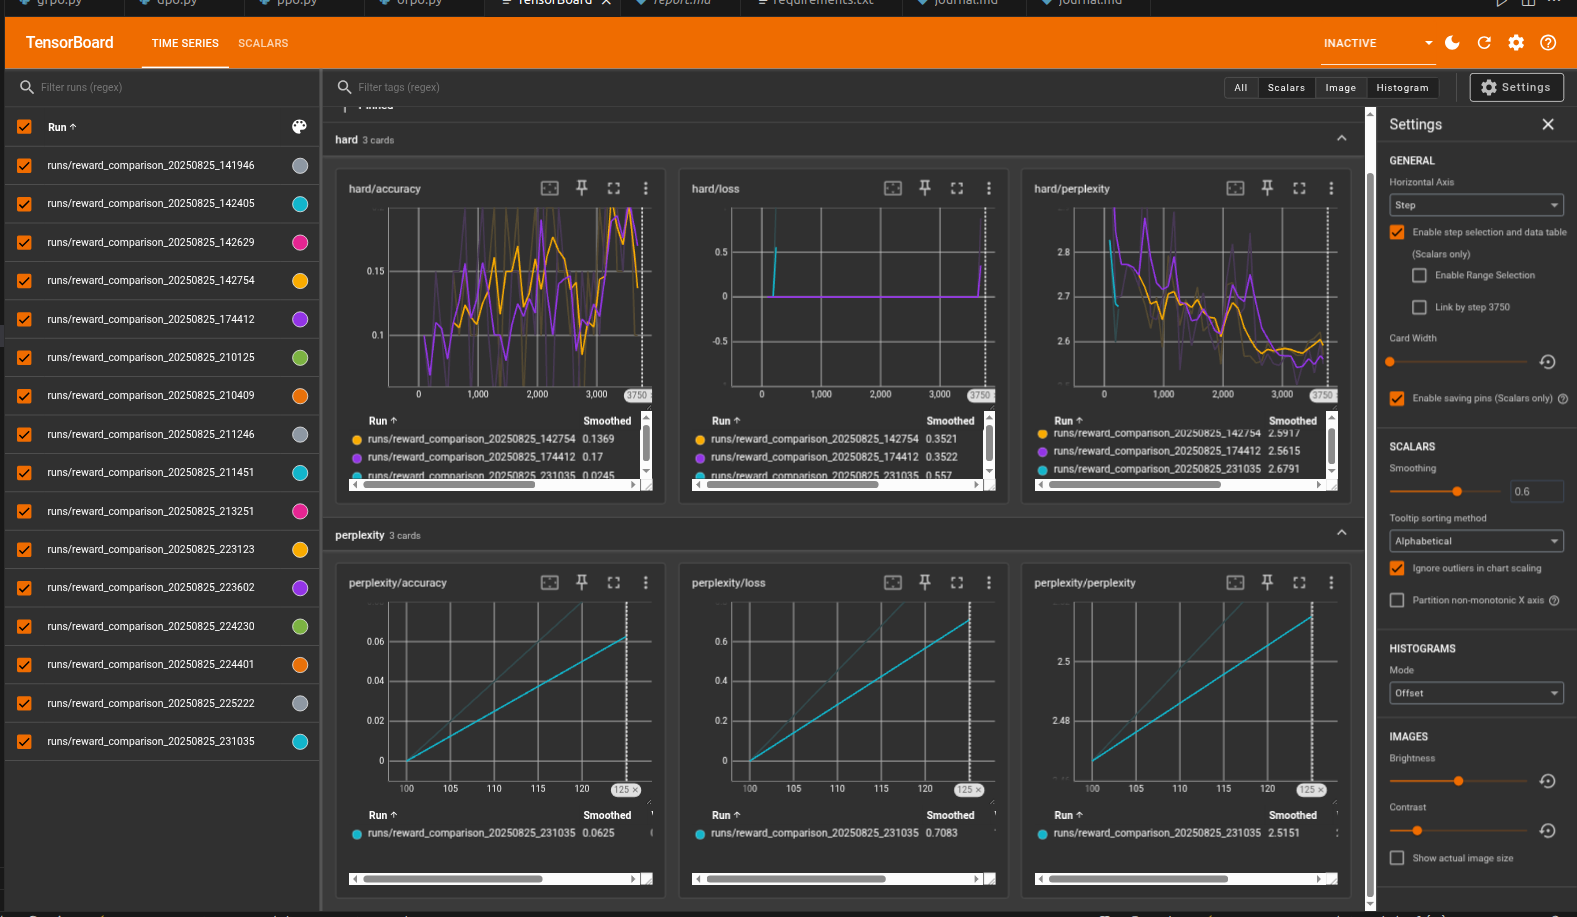 grpo.py dpo.py ppo.py orpo.py TensorBoard report.md requirements.txt journal.md journal.md
TensorBoard TIME SERIES SCALARS INACTIVE
Filter runs (regex)
Filter tags (regex)
All Scalars Image Histogram Settings
Run ↑
runs/reward_comparison_20250825_141946
runs/reward_comparison_20250825_142405
runs/reward_comparison_20250825_142629
runs/reward_comparison_20250825_142754
runs/reward_comparison_20250825_174412
runs/reward_comparison_20250825_210125
runs/reward_comparison_20250825_210409
runs/reward_comparison_20250825_211246
runs/reward_comparison_20250825_211451
runs/reward_comparison_20250825_213251
runs/reward_comparison_20250825_223123
runs/reward_comparison_20250825_223602
runs/reward_comparison_20250825_224230
runs/reward_comparison_20250825_224401
runs/reward_comparison_20250825_225222
runs/reward_comparison_20250825_231035
Pinned
hard 3 cards
hard/accuracy
0.15
0.1
0 1,000 2,000 3,000 3750
Run ↑ Smoothed
runs/reward_comparison_20250825_142754 0.1369
runs/reward_comparison_20250825_174412 0.17
runs/reward_comparison_20250825_231035 0.0245
hard/loss
0.5
0
-0.5
0 1,000 2,000 3,000 3750
Run ↑ Smoothed
runs/reward_comparison_20250825_142754 0.3521
runs/reward_comparison_20250825_174412 0.3522
runs/reward_comparison_20250825_231035 0.557
hard/perplexity
2.8
2.7
2.6
0 1,000 2,000 3,000 3750
Run ↑ Smoothed
runs/reward_comparison_20250825_142754 2.5917
runs/reward_comparison_20250825_174412 2.5615
runs/reward_comparison_20250825_231035 2.6791
perplexity 3 cards
perplexity/accuracy
0.06
0.04
0.02
0
100 105 110 115 120 125 ×
Run ↑ Smoothed
runs/reward_comparison_20250825_231035 0.0625
perplexity/loss
0.6
0.4
0.2
0
100 105 110 115 120 125 ×
Run ↑ Smoothed
runs/reward_comparison_20250825_231035 0.7083
perplexity/perplexity
2.5
2.48
100 105 110 115 120 125 ×
Run ↑ Smoothed
runs/reward_comparison_20250825_231035 2.5151
Settings
GENERAL
Horizontal Axis
Step
Enable step selection and data table
(Scalars only)
Enable Range Selection
Link by step 3750
Card Width
Enable saving pins (Scalars only)
SCALARS
Smoothing
0.6
Tooltip sorting method
Alphabetical
Ignore outliers in chart scaling
Partition non-monotonic X axis
HISTOGRAMS
Mode
Offset
IMAGES
Brightness
Contrast
Show actual image size